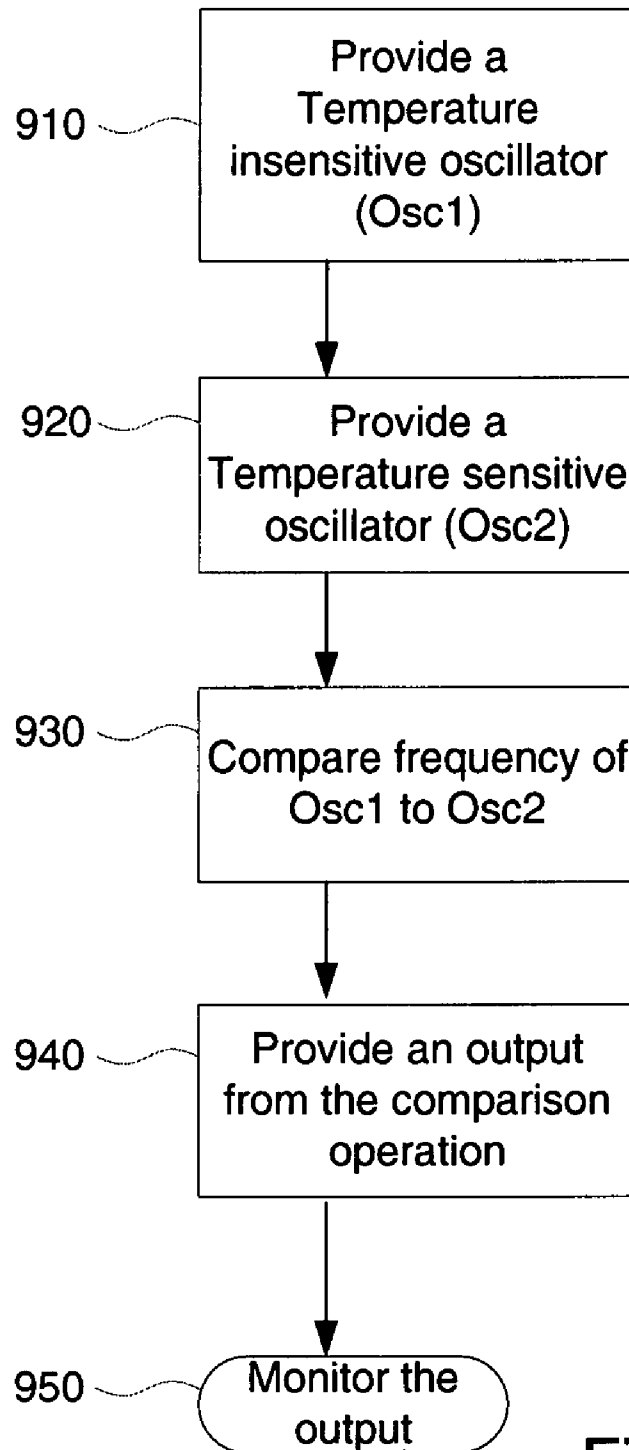 910
Provide a
Temperature
insensitive oscillator
(Osc1)
920
Provide a
Temperature sensitive
oscillator (Osc2)
930
Compare frequency of
Osc1 to Osc2
940
Provide an output
from the comparison
operation
950
Monitor the
output